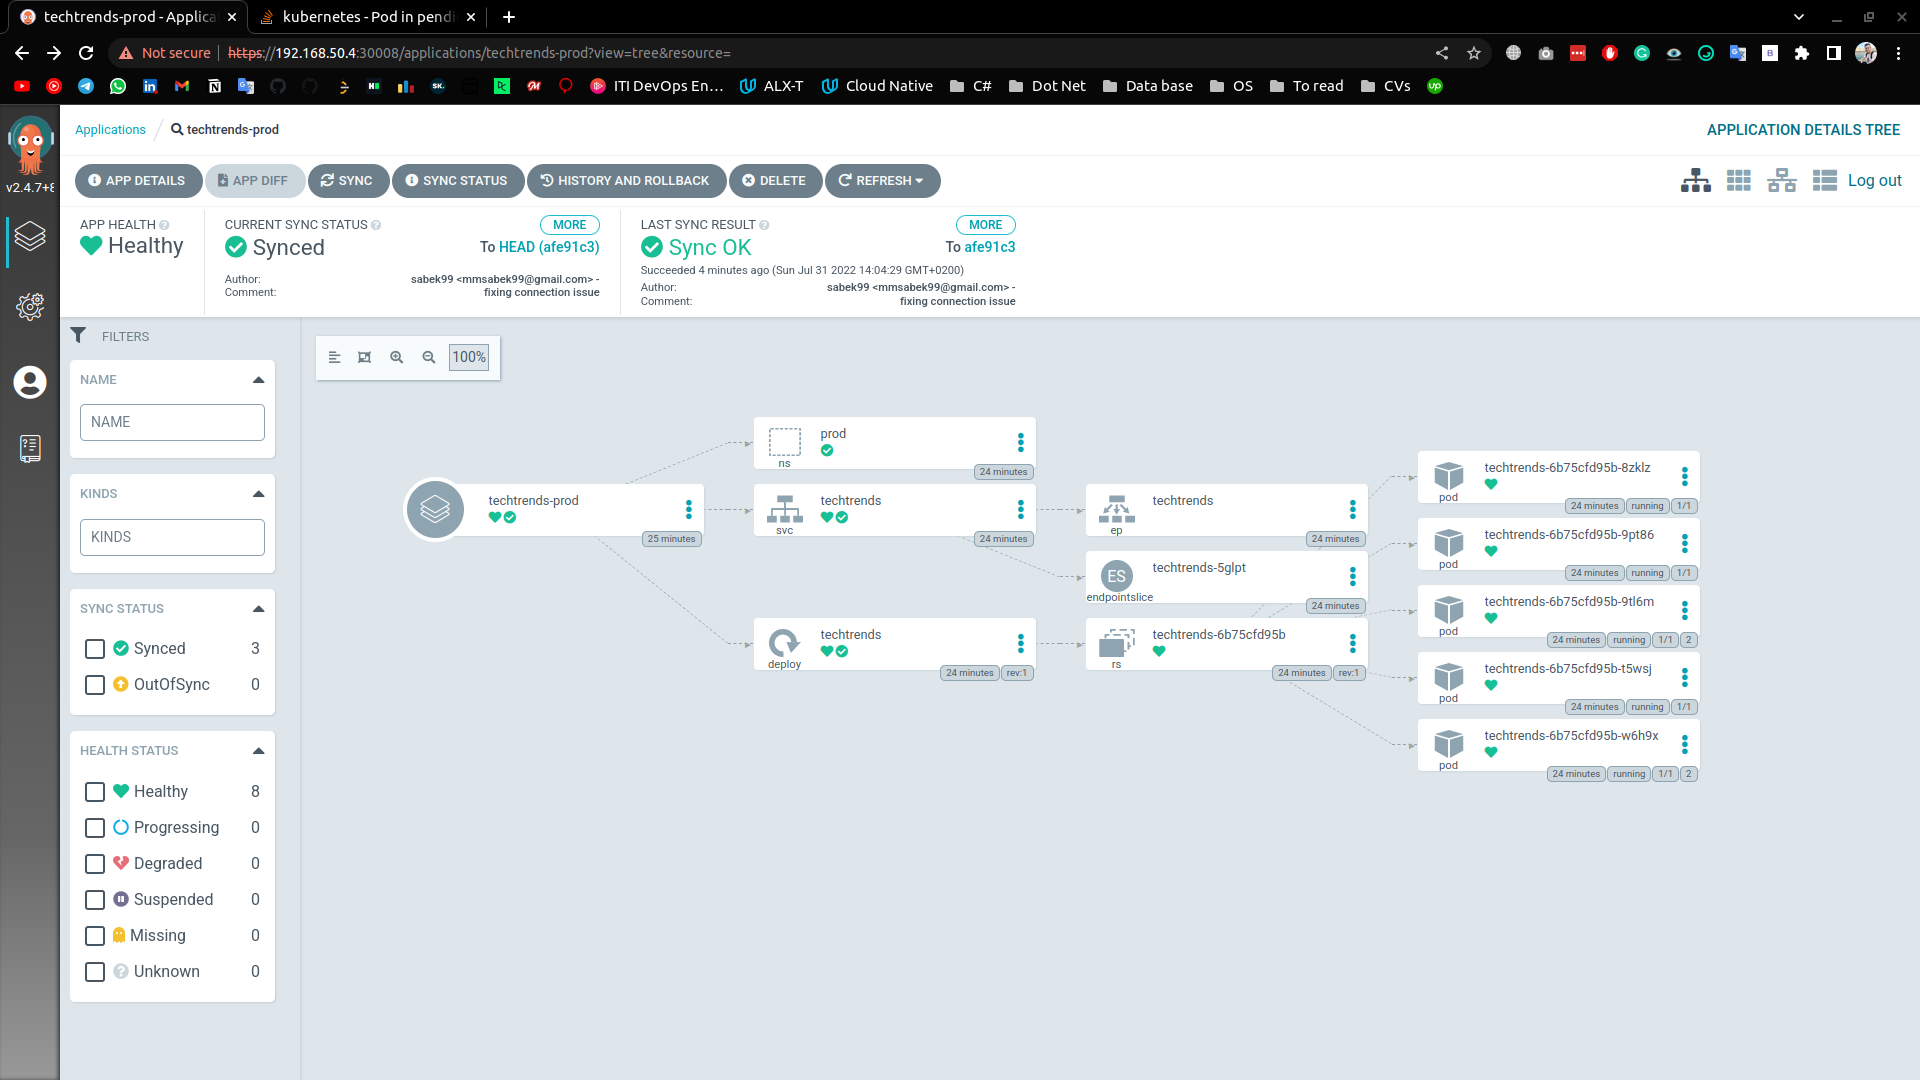 techtrends-prod - Applica
kubernetes - Pod in pendi
Not secure
https://192.168.50.4:30008/applications/techtrends-prod?view=tree&resource=
ITI DevOps En...
ALX-T
Cloud Native
C#
Dot Net
Data base
OS
To read
CVs
Applications
techtrends-prod
APPLICATION DETAILS TREE
v2.4.7+8
APP DETAILS
APP DIFF
SYNC
SYNC STATUS
HISTORY AND ROLLBACK
DELETE
REFRESH
Log out
APP HEALTH
Healthy
CURRENT SYNC STATUS
MORE
Synced
To HEAD (afe91c3)
Author:
sabek99 <mmsabek99@gmail.com> -
Comment:
fixing connection issue
LAST SYNC RESULT
MORE
Sync OK
To afe91c3
Succeeded 4 minutes ago (Sun Jul 31 2022 14:04:29 GMT+0200)
Author:
sabek99 <mmsabek99@gmail.com> -
Comment:
fixing connection issue
FILTERS
NAME
NAME
KINDS
KINDS
SYNC STATUS
Synced 3
OutOfSync 0
HEALTH STATUS
Healthy 8
Progressing 0
Degraded 0
Suspended 0
Missing 0
Unknown 0
100%
techtrends-prod
25 minutes
prod
ns
24 minutes
techtrends
svc
24 minutes
techtrends
deploy
24 minutes rev:1
techtrends
ep
24 minutes
ES
techtrends-5glpt
endpointslice
24 minutes
techtrends-6b75cfd95b
rs
24 minutes rev:1
techtrends-6b75cfd95b-8zklz
pod
24 minutes running 1/1
techtrends-6b75cfd95b-9pt86
pod
24 minutes running 1/1
techtrends-6b75cfd95b-9tl6m
pod
24 minutes running 1/1 2
techtrends-6b75cfd95b-t5wsj
pod
24 minutes running 1/1
techtrends-6b75cfd95b-w6h9x
pod
24 minutes running 1/1 2